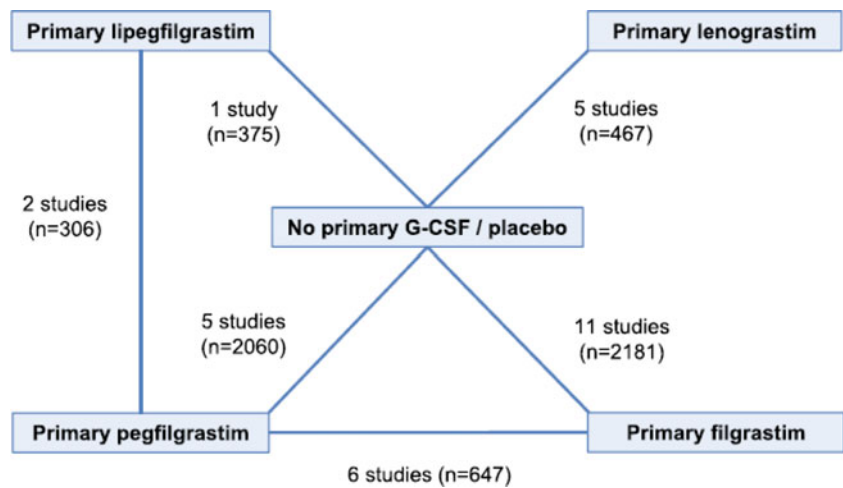 Primary lipegfilgrastim
Primary lenograstim
1 study
(n=375)
5 studies
(n=467)
2 studies
(n=306)
No primary G-CSF / placebo
5 studies
(n=2060)
11 studies
(n=2181)
Primary pegfilgrastim
Primary filgrastim
6 studies (n=647)